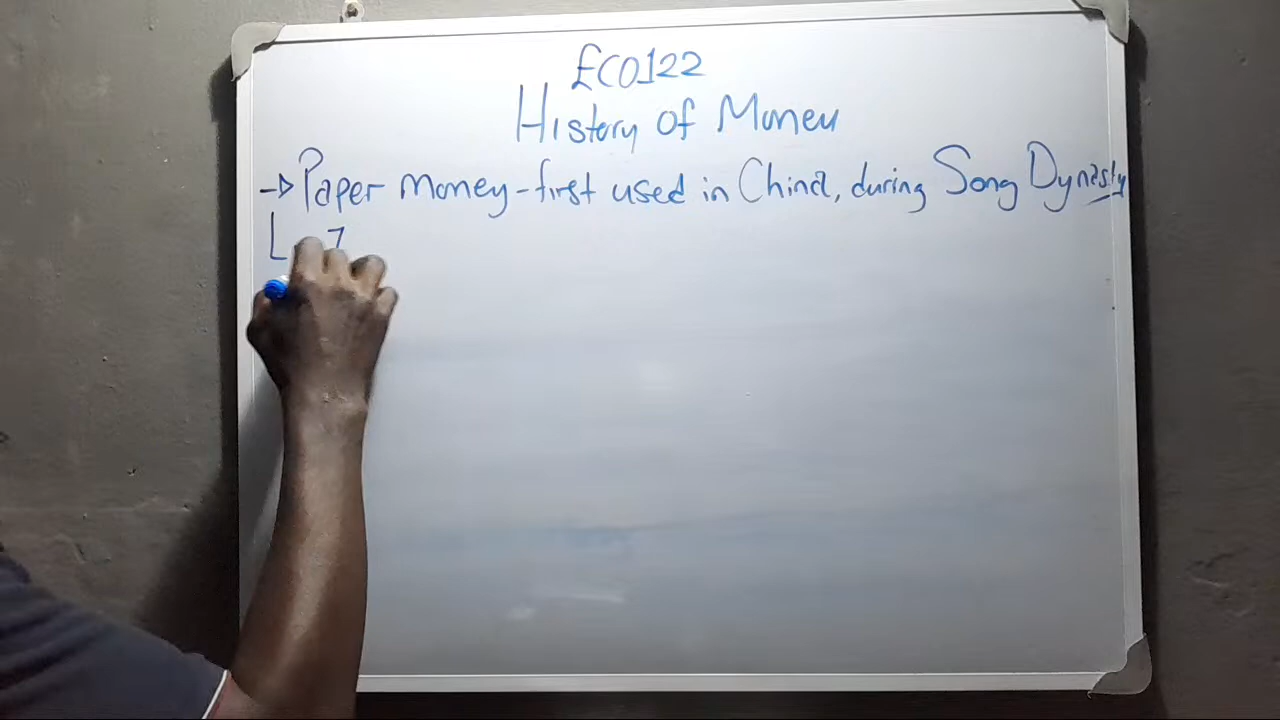 ECO122
History of Money
→ Paper money - first used in China, during Song Dynasty